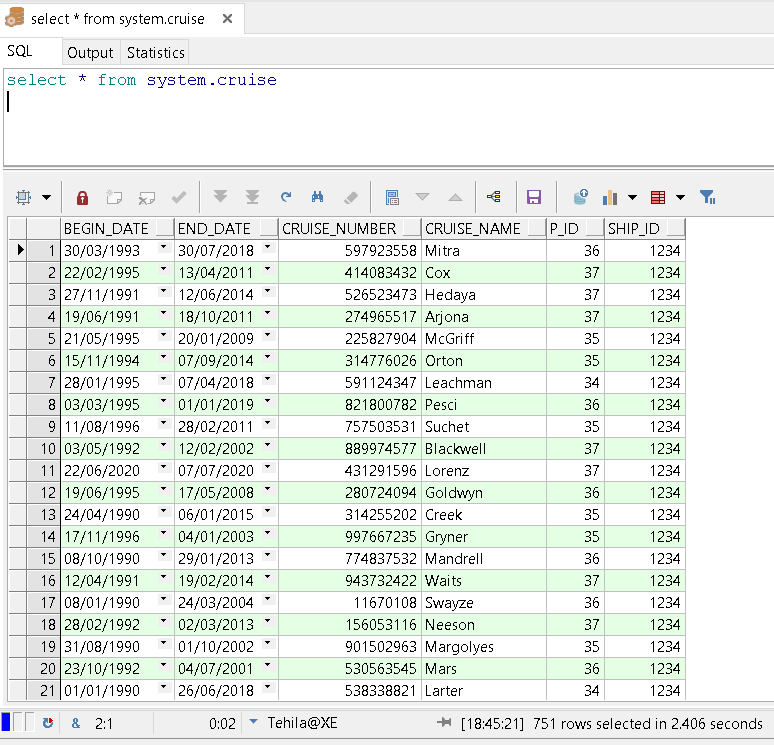 select * from system.cruise
SQL Output Statistics
select * from system.cruise
BEGIN_DATE END_DATE CRUISE_NUMBER CRUISE_NAME P_ID SHIP_ID
1 30/03/1993 30/07/2018 597923558 Mitra 36 1234
2 22/02/1995 13/04/2011 414083432 Cox 37 1234
3 27/11/1991 12/06/2014 526523473 Hedaya 37 1234
4 19/06/1991 18/10/2011 274965517 Arjona 37 1234
5 21/05/1995 20/01/2009 225827904 McGriff 35 1234
6 15/11/1994 07/09/2014 314776026 Orton 35 1234
7 28/01/1995 07/04/2018 591124347 Leachman 34 1234
8 03/03/1995 01/01/2019 821800782 Pesci 36 1234
9 11/08/1996 28/02/2011 757503531 Suchet 35 1234
10 03/05/1992 12/02/2002 889974577 Blackwell 37 1234
11 22/06/2020 07/07/2020 431291596 Lorenz 37 1234
12 19/06/1995 17/05/2008 280724094 Goldwyn 36 1234
13 24/04/1990 06/01/2015 314255202 Creek 35 1234
14 17/11/1996 04/01/2003 997667235 Gryner 35 1234
15 08/10/1990 29/01/2013 774837532 Mandrell 36 1234
16 12/04/1991 19/02/2014 943732422 Waits 37 1234
17 08/01/1990 24/03/2004 11670108 Swayze 36 1234
18 28/02/1992 02/03/2013 156053116 Neeson 37 1234
19 31/08/1990 01/10/2002 901502963 Margolyes 35 1234
20 23/10/1992 04/07/2001 530563545 Mars 36 1234
21 01/01/1990 26/06/2018 538338821 Larter 34 1234
& 2:1 0:02 Tehila@XE [18:45:21] 751 rows selected in 2.406 seconds